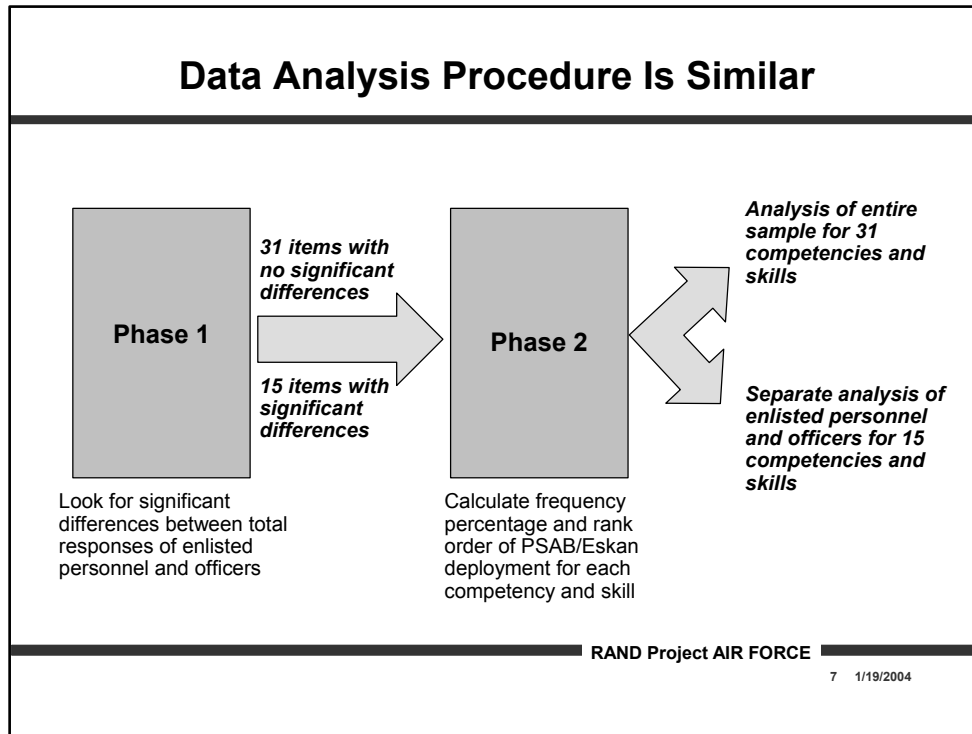 Data Analysis Procedure Is Similar
Phase 1
31 items with
no significant
differences
15 items with
significant
differences
Look for significant
differences between total
responses of enlisted
personnel and officers
Phase 2
Calculate frequency
percentage and rank
order of PSAB/Eskan
deployment for each
competency and skill
Analysis of entire
sample for 31
competencies and
skills
Separate analysis of
enlisted personnel
and officers for 15
competencies and
skills
RAND Project AIR FORCE
7 1/19/2004